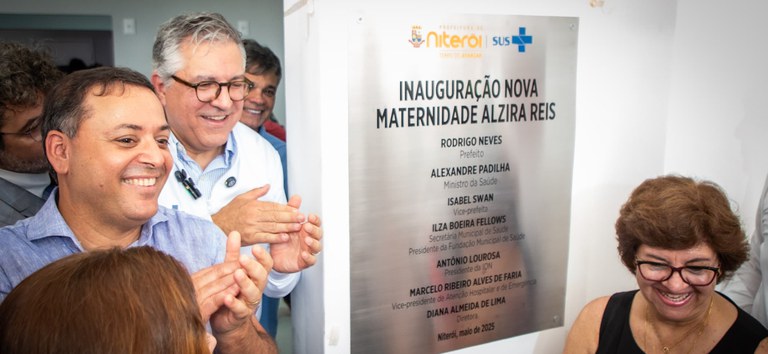 PREFEITURA DE
NITERÓI
SUS
INAUGURAÇÃO NOVA
MATERNIDADE ALZIRA REIS
RODRIGO NEVES
Prefeito
ALEXANDRE PADILHA
Ministro da Saúde
ISABEL SWAN
Vice-prefeita
ILZA BOEIRA FELLOWS
Secretária Municipal de Saúde
Presidente da Fundação Municipal de Saúde
ANTÔNIO LOUROSA
Presidente da ION
MARCELO RIBEIRO ALVES DE FARIA
Vice-presidente de Atenção Hospitalar e de Emergência
DIANA ALMEIDA DE LIMA
Diretora
Niterói, maio de 2025